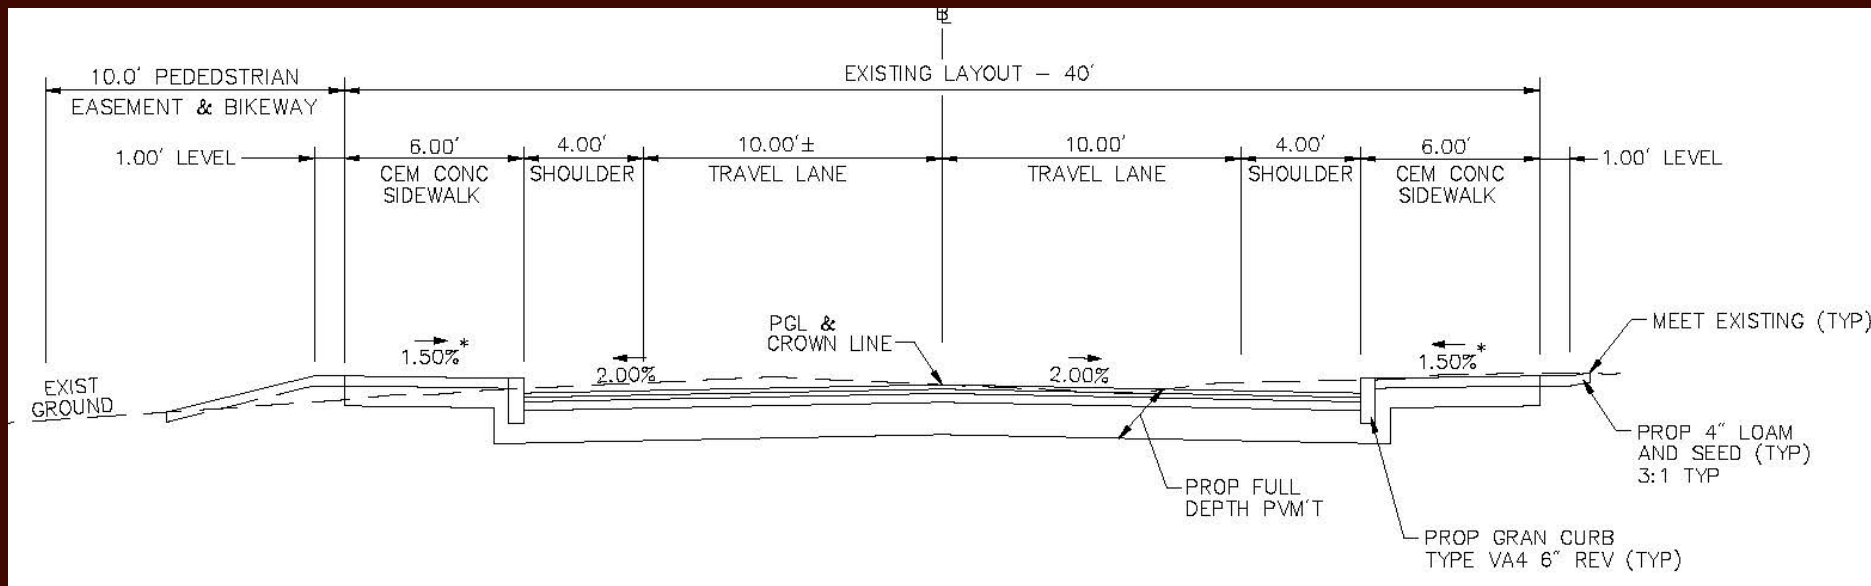 ℄
10.0' PEDEDSTRIAN
EASEMENT & BIKEWAY
EXISTING LAYOUT – 40'
1.00' LEVEL
6.00'
CEM CONC
SIDEWALK
4.00'
SHOULDER
10.00'±
TRAVEL LANE
10.00'
TRAVEL LANE
4.00'
SHOULDER
6.00'
CEM CONC
SIDEWALK
1.00' LEVEL
PGL &
CROWN LINE
MEET EXISTING (TYP)
1.50%*
2.00%
2.00%
1.50%*
EXIST
GROUND
PROP 4" LOAM
AND SEED (TYP)
3:1 TYP
PROP FULL
DEPTH PVM'T
PROP GRAN CURB
TYPE VA4 6" REV (TYP)